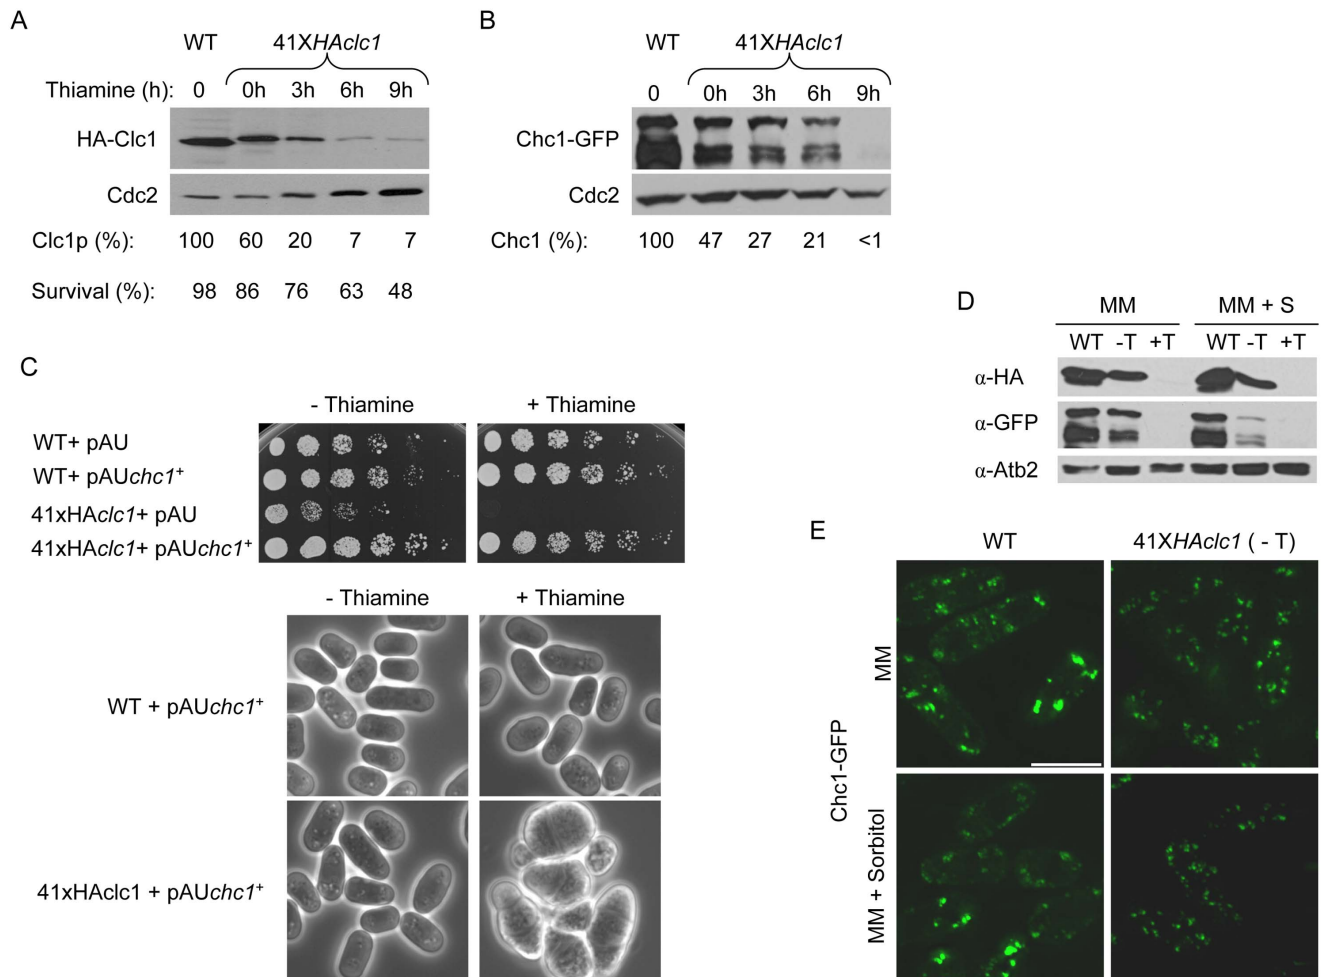 A
WT 41XHAclc1
Thiamine (h): 0 0h 3h 6h 9h
HA-Clc1
Cdc2
Clc1p (%): 100 60 20 7 7
Survival (%): 98 86 76 63 48
B
WT 41XHAclc1
0 0h 3h 6h 9h
Chc1-GFP
Cdc2
Chc1 (%): 100 47 27 21 <1
C
- Thiamine + Thiamine
WT+ pAU
WT+ pAUchc1⁺
41xHAclc1+ pAU
41xHAclc1+ pAUchc1⁺
- Thiamine + Thiamine
WT + pAUchc1⁺
41xHAclc1 + pAUchc1⁺
D
MM MM + S
WT -T +T WT -T +T
α-HA
α-GFP
α-Atb2
E
WT 41XHAclc1 ( - T)
Chc1-GFP
MM
MM + Sorbitol